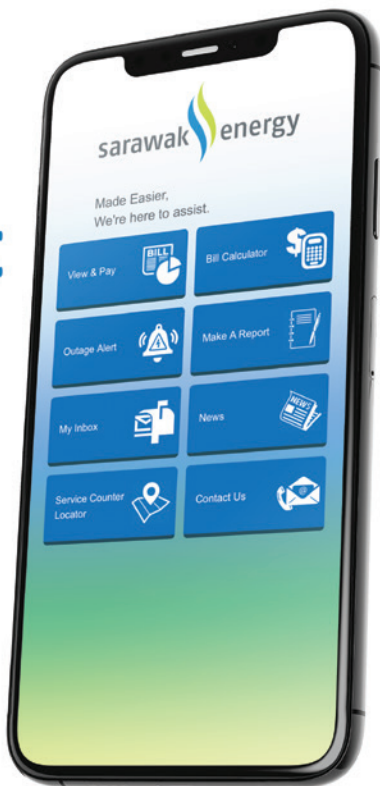 sarawak energy
Made Easier,
We're here to assist.
View & Pay
BILL
Bill Calculator
$
Outage Alert
Make A Report
My Inbox
News
NEWS
Service Counter
Locator
Contact Us
@